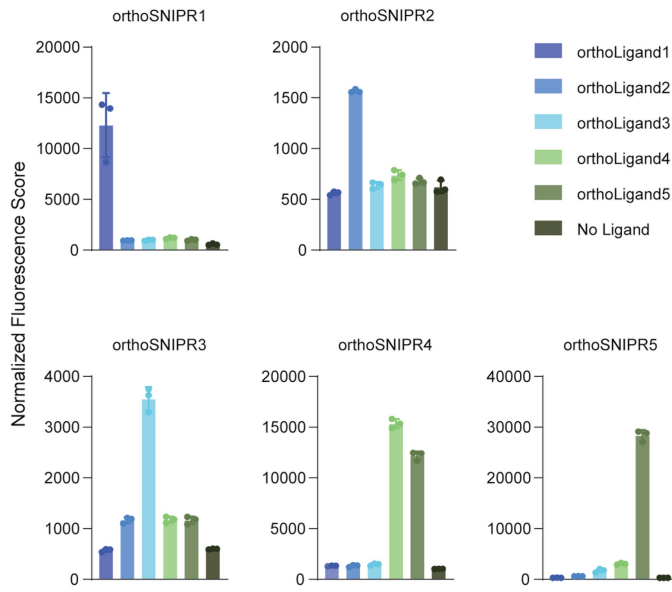 orthoSNIPR1
orthoSNIPR2
20000
15000
10000
5000
0
2000
1500
1000
500
0
orthoLigand1
orthoLigand2
orthoLigand3
orthoLigand4
orthoLigand5
No Ligand
Normalized Fluorescence Score
orthoSNIPR3
orthoSNIPR4
orthoSNIPR5
4000
3000
2000
1000
0
20000
15000
10000
5000
0
40000
30000
20000
10000
0